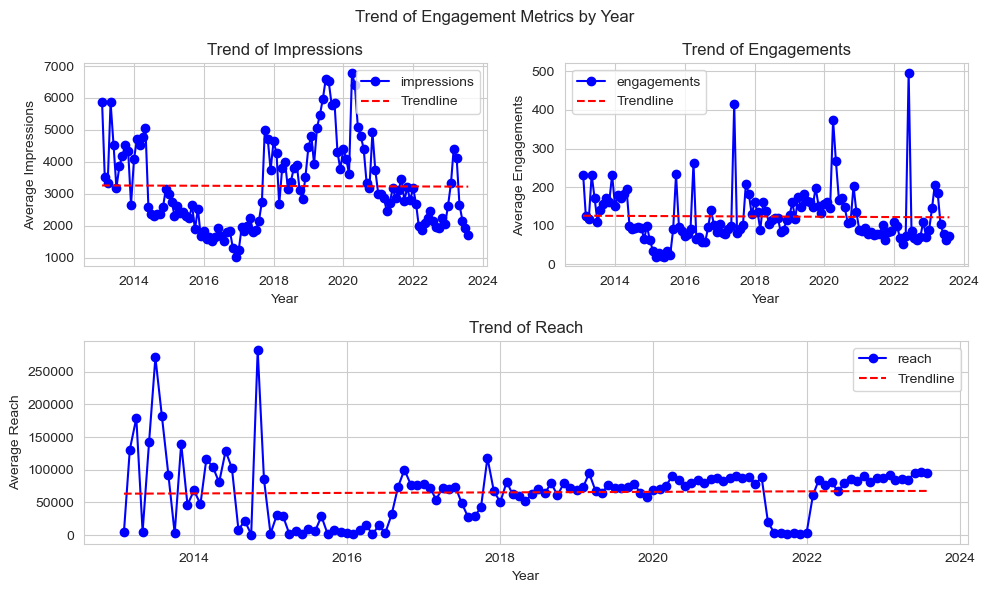 Trend of Engagement Metrics by Year
Trend of Impressions
7000
6000
5000
4000
3000
2000
1000
Average Impressions
impressions
Trendline
2014
2016
2018
2020
2022
2024
Year
Trend of Engagements
500
400
300
200
100
0
Average Engagements
engagements
Trendline
2014
2016
2018
2020
2022
2024
Year
Trend of Reach
250000
200000
150000
100000
50000
0
Average Reach
reach
Trendline
2014
2016
2018
2020
2022
2024
Year